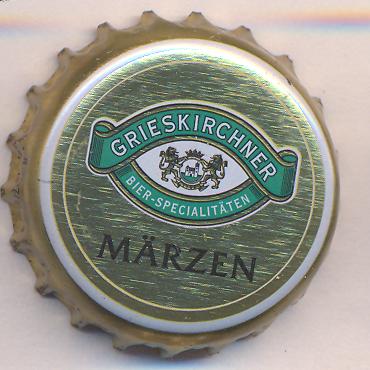 GRIESKIRCHNER
BIER-SPECIALITÄTEN
MÄRZEN